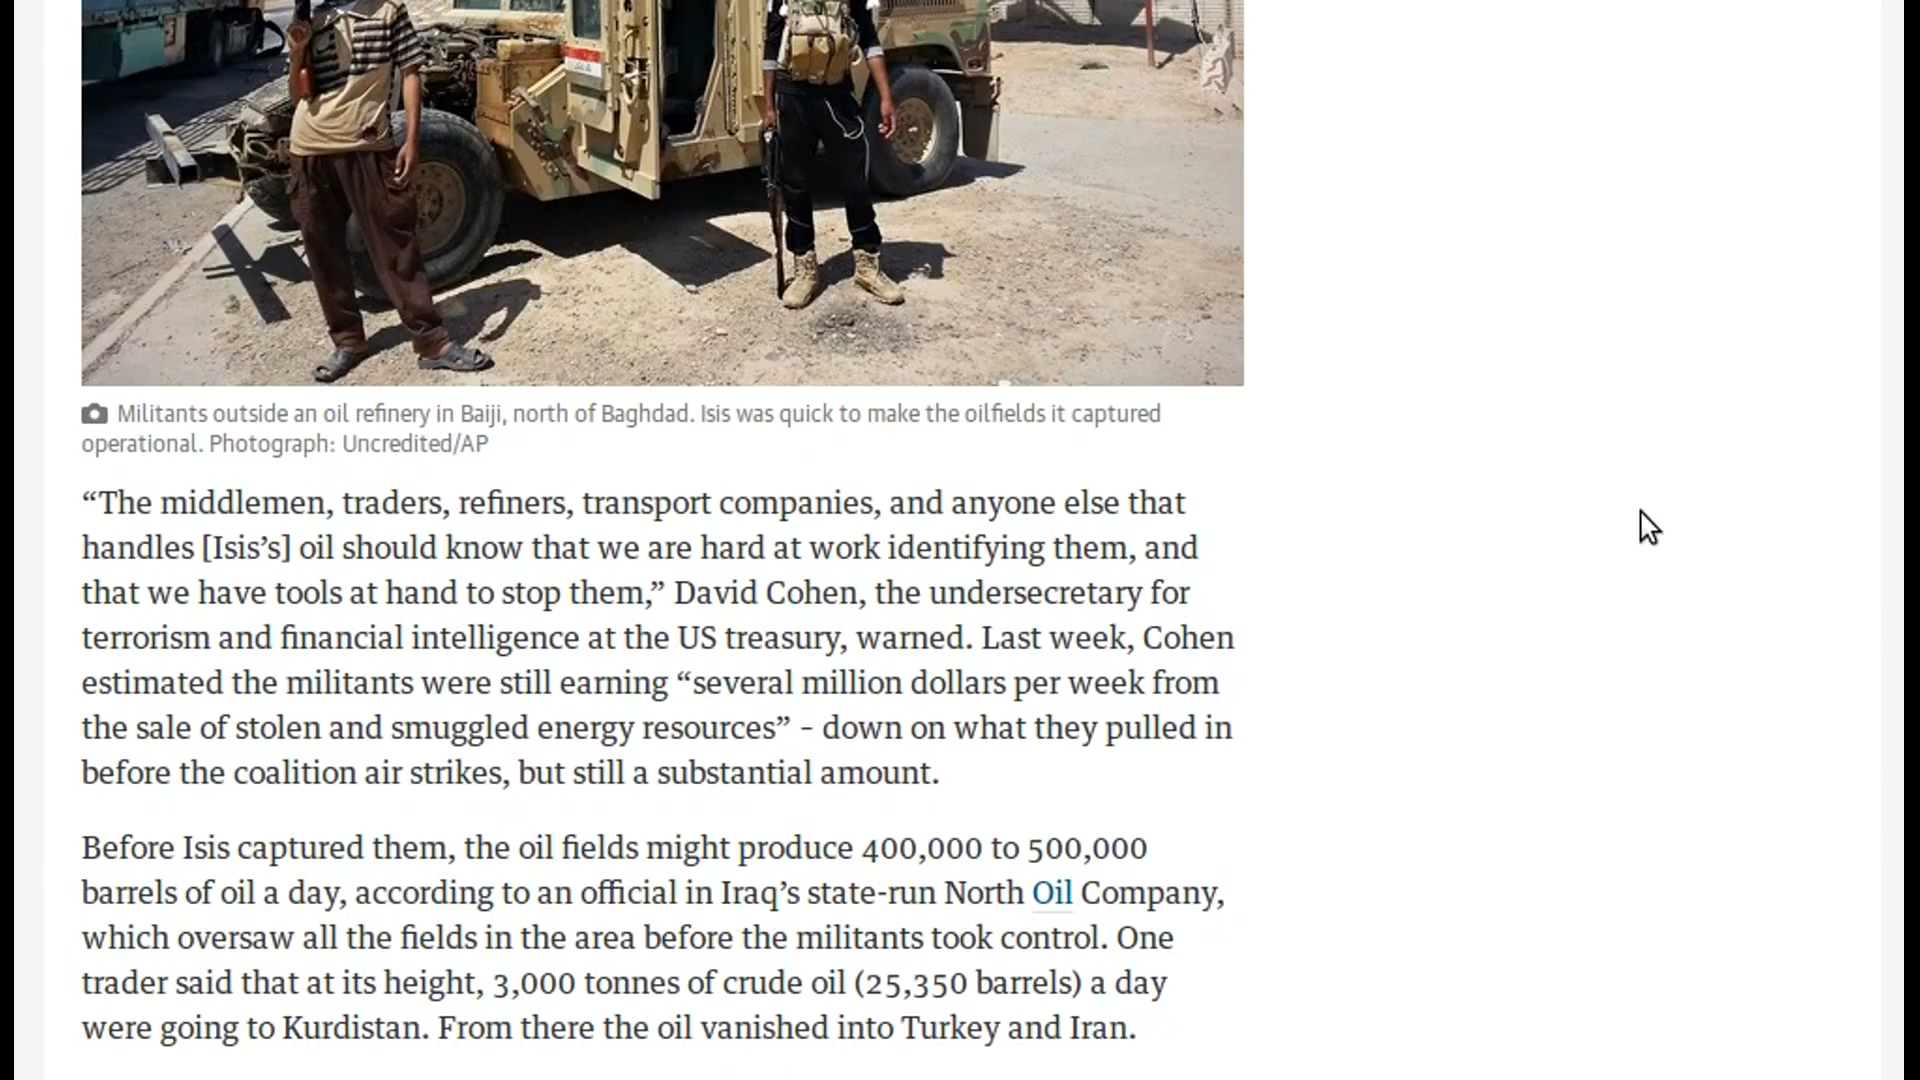 Militants outside an oil refinery in Baiji, north of Baghdad. Isis was quick to make the oilfields it captured
operational. Photograph: Uncredited/AP
“The middlemen, traders, refiners, transport companies, and anyone else that
handles [Isis’s] oil should know that we are hard at work identifying them, and
that we have tools at hand to stop them,” David Cohen, the undersecretary for
terrorism and financial intelligence at the US treasury, warned. Last week, Cohen
estimated the militants were still earning “several million dollars per week from
the sale of stolen and smuggled energy resources” – down on what they pulled in
before the coalition air strikes, but still a substantial amount.
Before Isis captured them, the oil fields might produce 400,000 to 500,000
barrels of oil a day, according to an official in Iraq’s state-run North Oil Company,
which oversaw all the fields in the area before the militants took control. One
trader said that at its height, 3,000 tonnes of crude oil (25,350 barrels) a day
were going to Kurdistan. From there the oil vanished into Turkey and Iran.